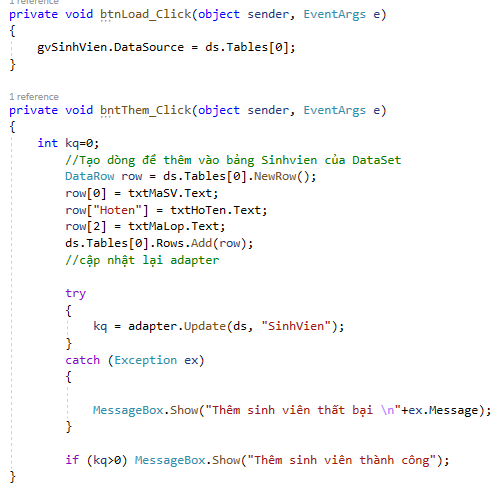 1 reference
private void btnLoad_Click(object sender, EventArgs e)
{
gvSinhVien.DataSource = ds.Tables[0];
}
1 reference
private void bntThem_Click(object sender, EventArgs e)
{
int kq=0;
//Tạo dòng để thêm vào bảng Sinhvien của DataSet
DataRow row = ds.Tables[0].NewRow();
row[0] = txtMaSV.Text;
row["Hoten"] = txtHoTen.Text;
row[2] = txtMaLop.Text;
ds.Tables[0].Rows.Add(row);
//cập nhật lại adapter
try
{
kq = adapter.Update(ds, "SinhVien");
}
catch (Exception ex)
{
MessageBox.Show("Thêm sinh viên thất bại \n"+ex.Message);
}
if (kq>0) MessageBox.Show("Thêm sinh viên thành công");
}